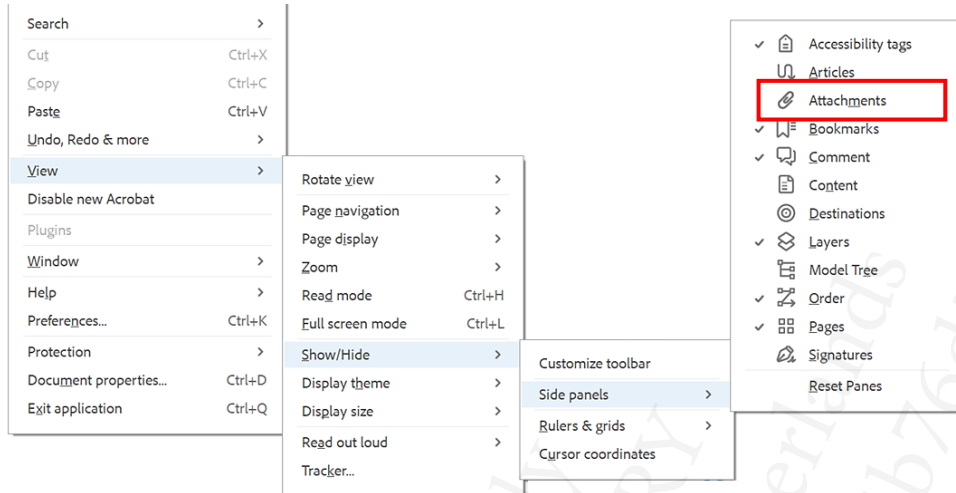 Search
Cut Ctrl+X
Copy Ctrl+C
Paste Ctrl+V
Undo, Redo & more
View
Disable new Acrobat
Plugins
Window
Help
Preferences... Ctrl+K
Protection
Document properties... Ctrl+D
Exit application Ctrl+Q
Rotate view
Page navigation
Page display
Zoom
Read mode Ctrl+H
Full screen mode Ctrl+L
Show/Hide
Display theme
Display size
Read out loud
Tracker...
Customize toolbar
Side panels
Rulers & grids
Cursor coordinates
Accessibility tags
Articles
Attachments
Bookmarks
Comment
Content
Destinations
Layers
Model Tree
Order
Pages
Signatures
Reset Panes